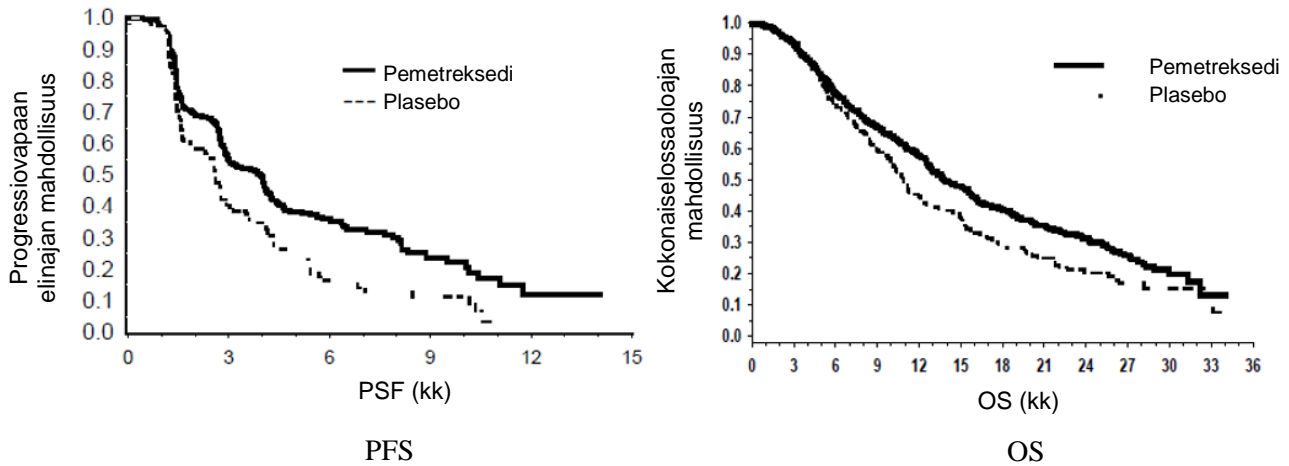 Progressiovapaan
elinajan mahdollisuus
1.0
0.9
0.8
0.7
0.6
0.5
0.4
0.3
0.2
0.1
0.0
Pemetreksedi
Plasebo
0 3 6 9 12 15
PSF (kk)
PFS
Kokonaiselossaoloajan
mahdollisuus
1.0
0.9
0.8
0.7
0.6
0.5
0.4
0.3
0.2
0.1
0.0
Pemetreksedi
Plasebo
0 3 6 9 12 15 18 21 24 27 30 33 36
OS (kk)
OS